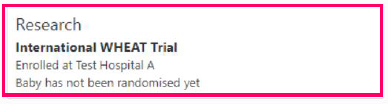 Research
International WHEAT Trial
Enrolled at Test Hospital A
Baby has not been randomised yet